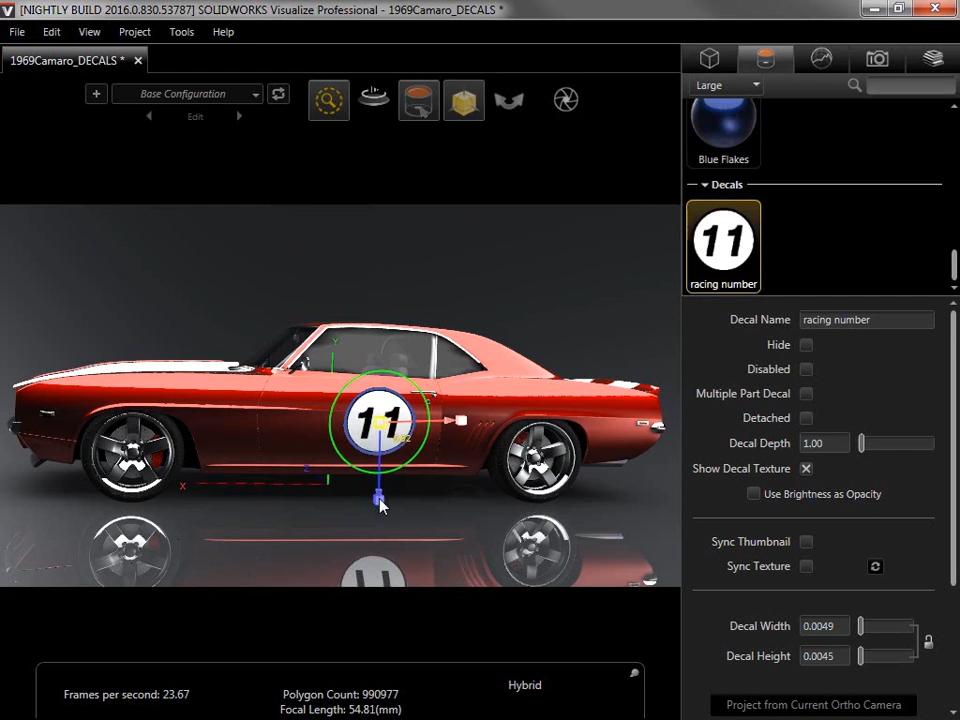 [NIGHTLY BUILD 2016.0.830.53787] SOLIDWORKS Visualize Professional - 1969Camaro_DECALS *
File Edit View Project Tools Help
1969Camaro_DECALS *
Base Configuration
Edit
Large
Blue Flakes
Decals
11
racing number
Decal Name racing number
Hide
Disabled
Multiple Part Decal
Detached
Decal Depth 1.00
Show Decal Texture
Use Brightness as Opacity
Sync Thumbnail
Sync Texture
Decal Width 0.0049
Decal Height 0.0045
Project from Current Ortho Camera
Y
11
X
Z
Frames per second: 23.67
Polygon Count: 990977
Focal Length: 54.81(mm)
Hybrid